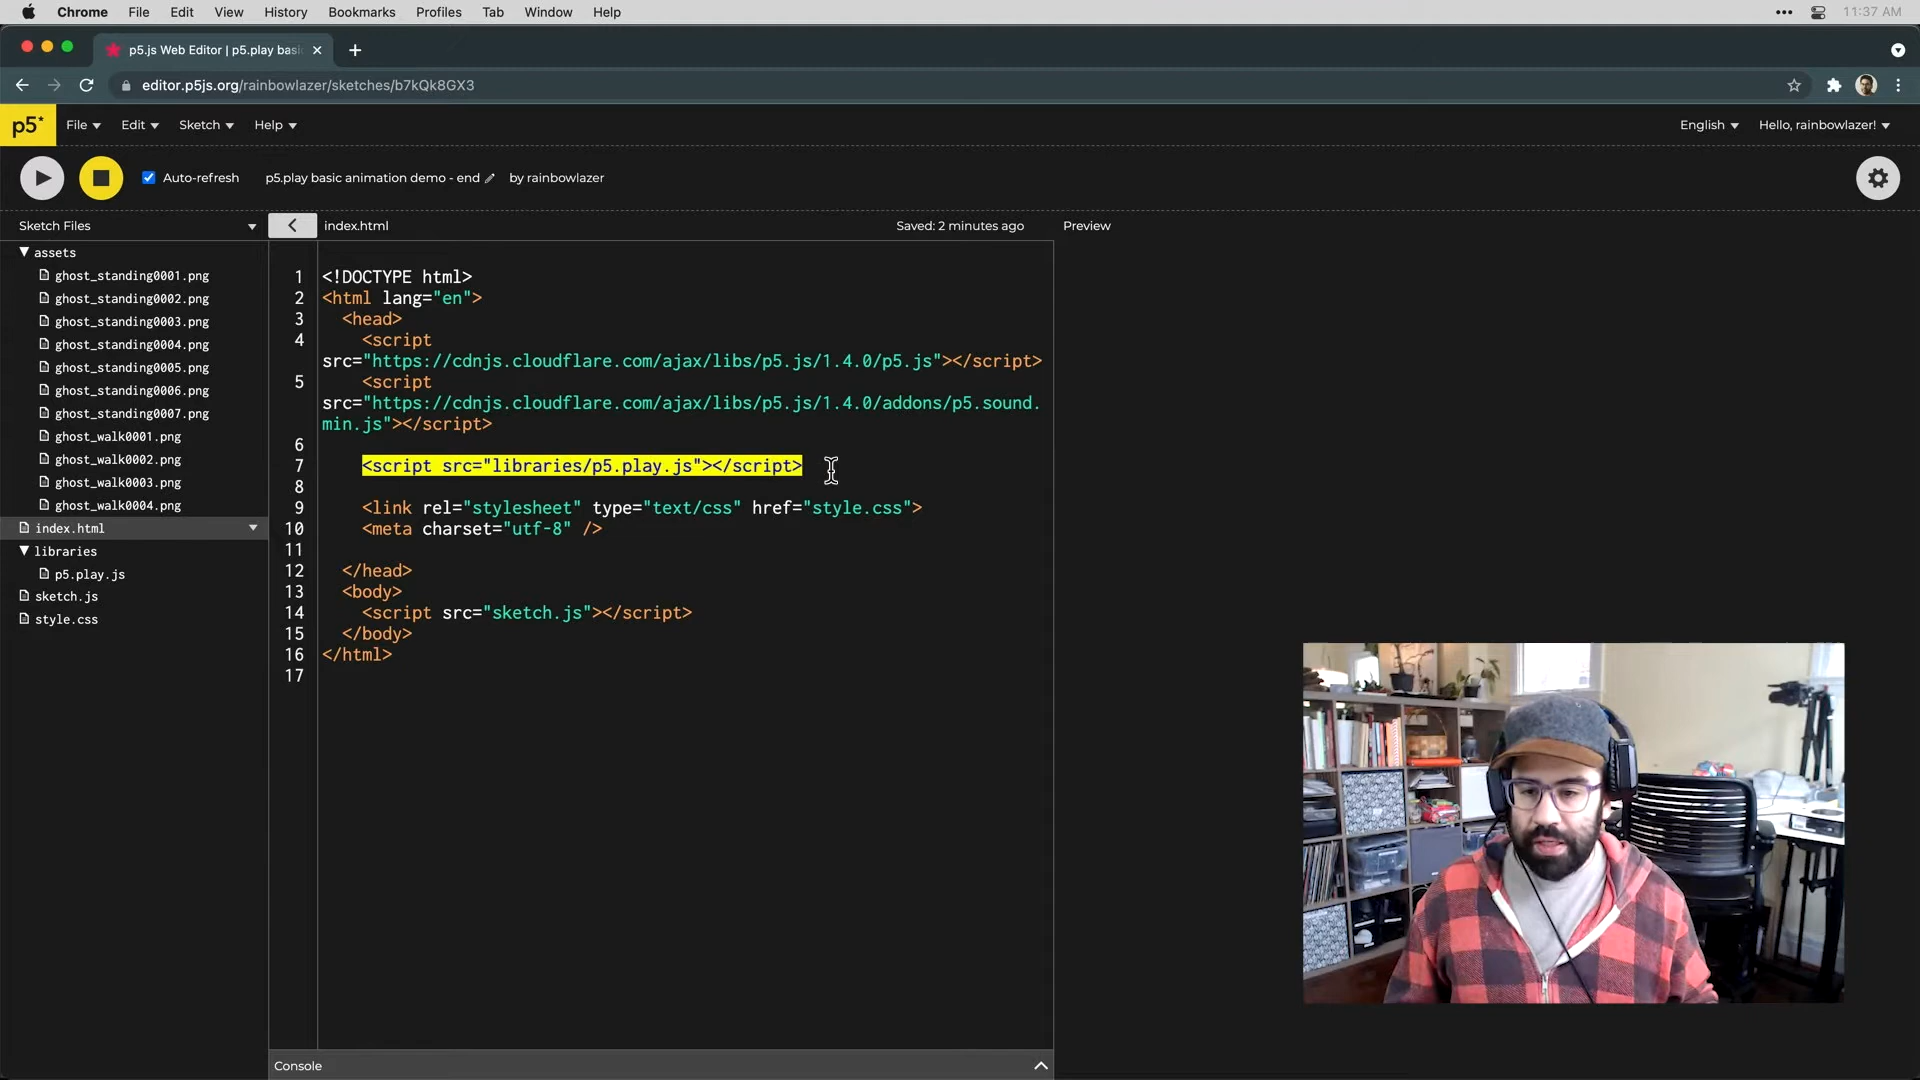 Chrome File Edit View History Bookmarks Profiles Tab Window Help 11:37 AM
p5.js Web Editor | p5.play basi
editor.p5js.org/rainbowlazer/sketches/b7kQk8GX3
p5* File Edit Sketch Help English Hello, rainbowlazer!
Auto-refresh p5.play basic animation demo - end by rainbowlazer
Sketch Files
assets
ghost_standing0001.png
ghost_standing0002.png
ghost_standing0003.png
ghost_standing0004.png
ghost_standing0005.png
ghost_standing0006.png
ghost_standing0007.png
ghost_walk0001.png
ghost_walk0002.png
ghost_walk0003.png
ghost_walk0004.png
index.html
libraries
p5.play.js
sketch.js
style.css
index.html Saved: 2 minutes ago
1 <!DOCTYPE html>
2 <html lang="en">
3 <head>
4 <script
src="https://cdnjs.cloudflare.com/ajax/libs/p5.js/1.4.0/p5.js"></script>
5 <script
src="https://cdnjs.cloudflare.com/ajax/libs/p5.js/1.4.0/addons/p5.sound.
min.js"></script>
6
7 <script src="libraries/p5.play.js"></script>
8
9 <link rel="stylesheet" type="text/css" href="style.css">
10 <meta charset="utf-8" />
11
12 </head>
13 <body>
14 <script src="sketch.js"></script>
15 </body>
16 </html>
17
Console
Preview